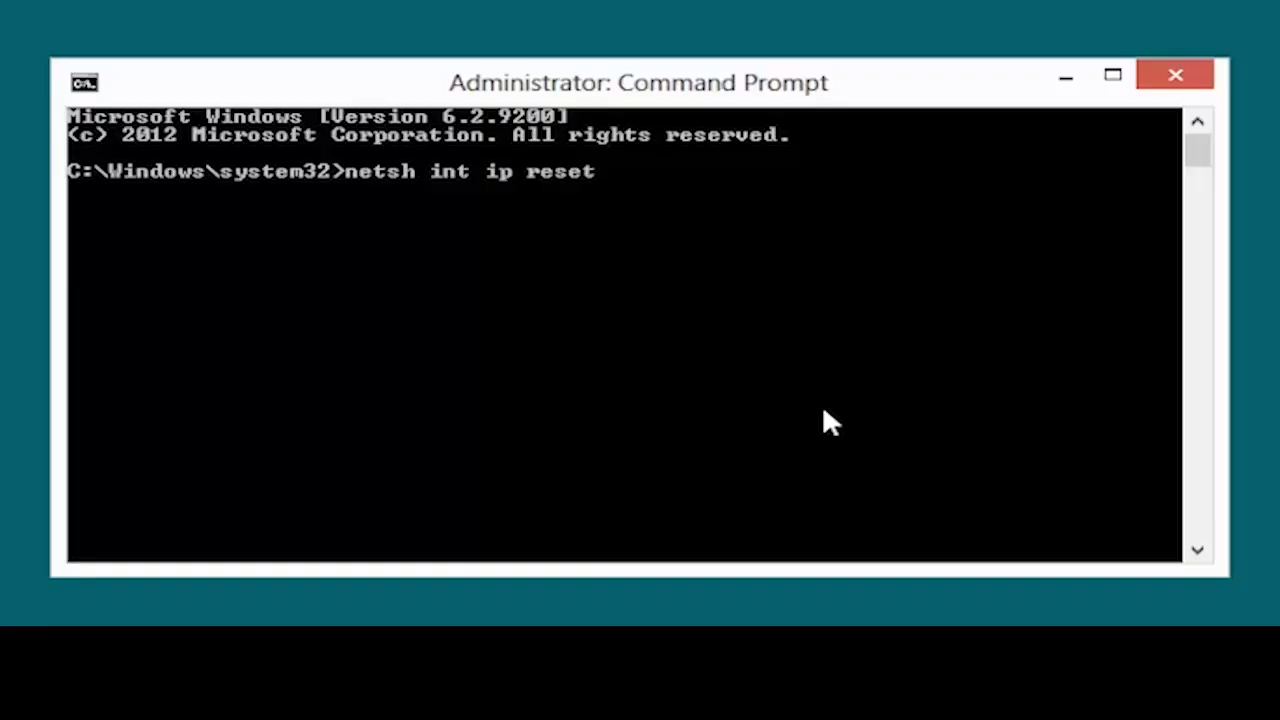 C:\.
Administrator: Command Prompt
Microsoft Windows [Version 6.2.9200]
(c) 2012 Microsoft Corporation. All rights reserved.
C:\Windows\system32>netsh int ip reset